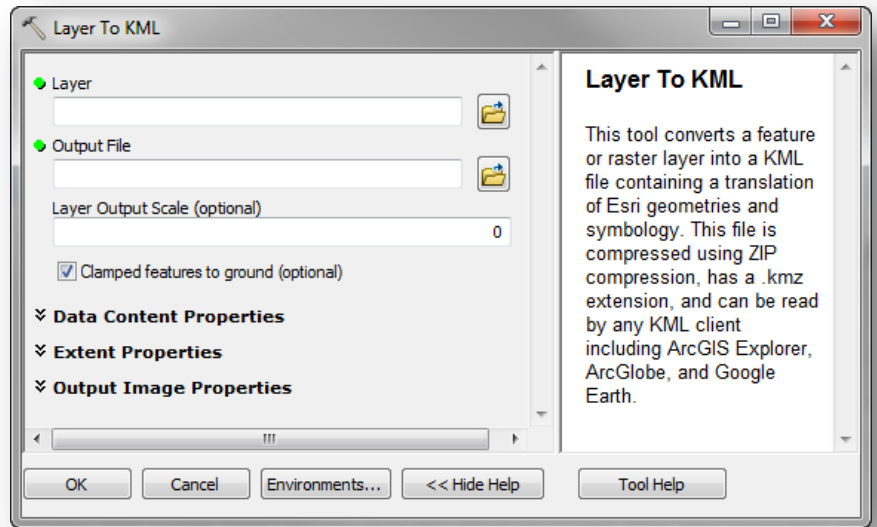 Layer To KML
Layer
Output File
Layer Output Scale (optional)
0
Clamped features to ground (optional)
Data Content Properties
Extent Properties
Output Image Properties
Layer To KML
This tool converts a feature
or raster layer into a KML
file containing a translation
of Esri geometries and
symbology. This file is
compressed using ZIP
compression, has a .kmz
extension, and can be read
by any KML client
including ArcGIS Explorer,
ArcGlobe, and Google
Earth.
OK
Cancel
Environments...
<< Hide Help
Tool Help